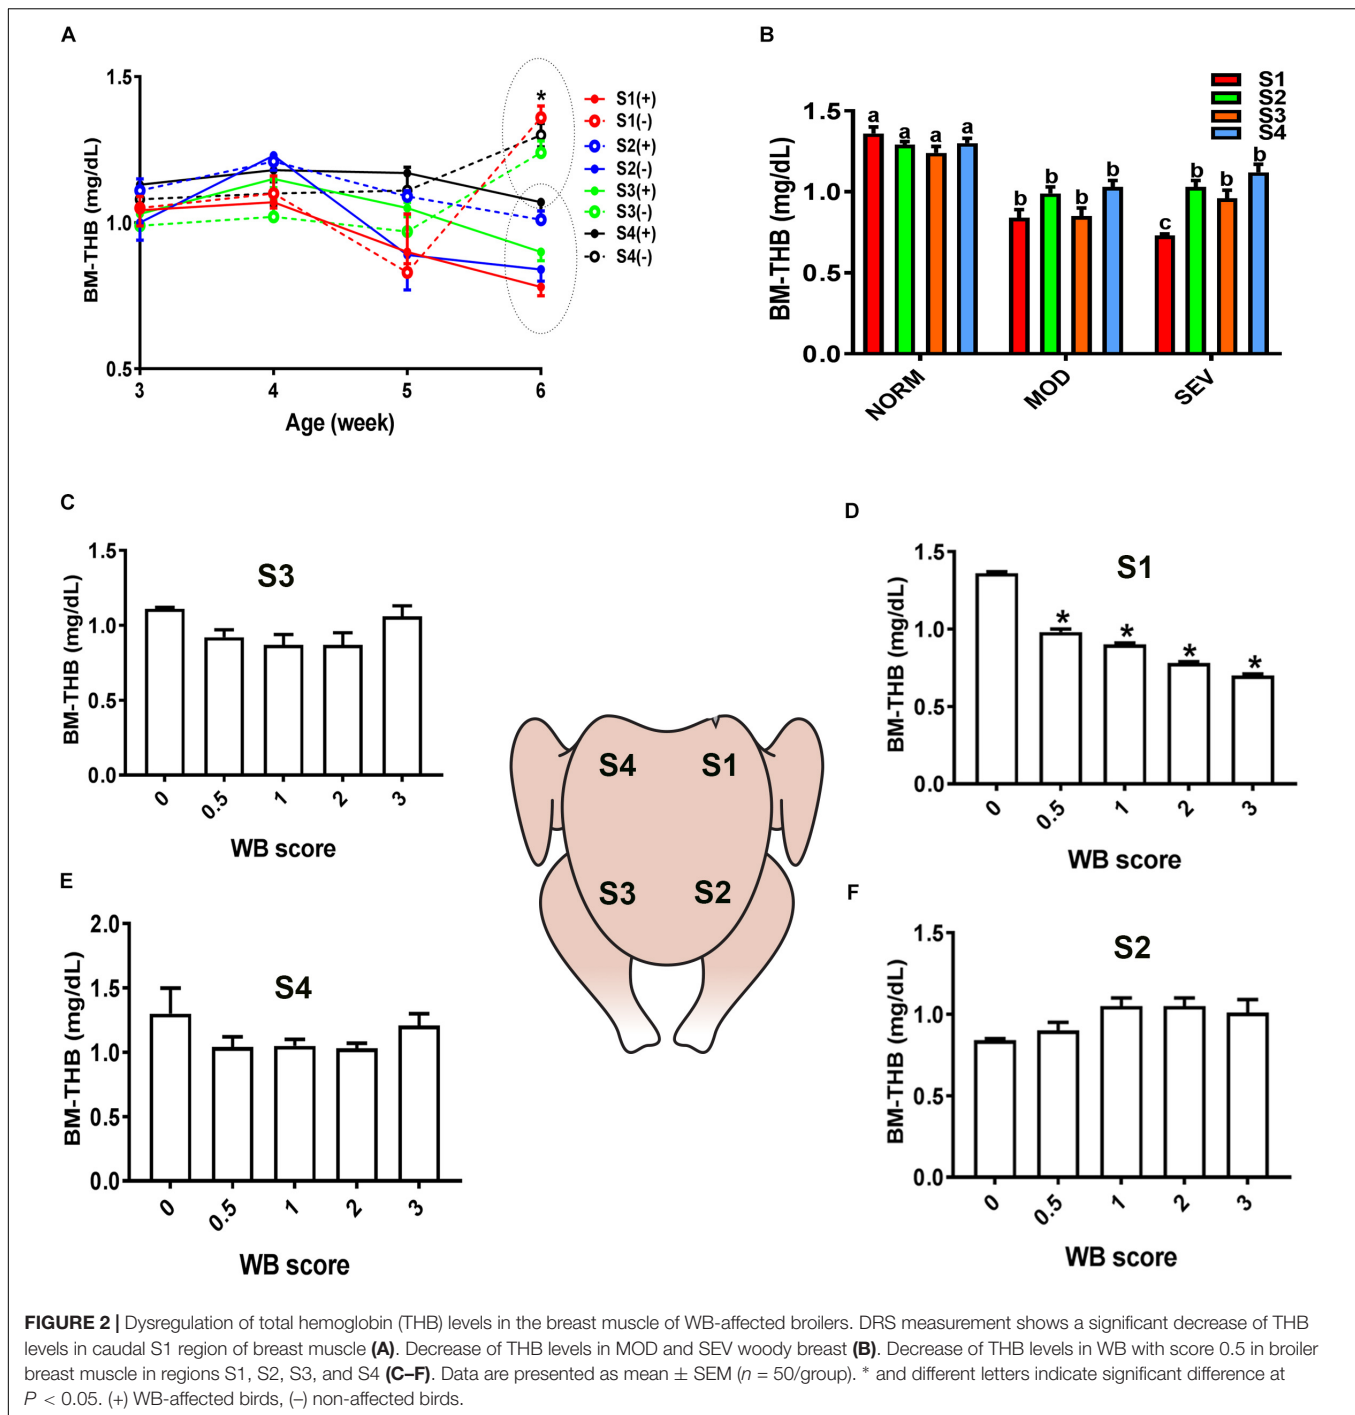 A
BM-THB (mg/dL)
1.5
1.0
0.5
3 4 5 6
Age (week)
*
S1(+)
S1(-)
S2(+)
S2(-)
S3(+)
S3(-)
S4(+)
S4(-)
B
BM-THB (mg/dL)
1.5
1.0
0.5
0.0
a a a a
b b b b
c b b b
NORM MOD SEV
S1
S2
S3
S4
C
S3
BM-THB (mg/dL)
1.5
1.0
0.5
0.0
0 0.5 1 2 3
WB score
D
S1
BM-THB (mg/dL)
1.5
1.0
0.5
0.0
* * * *
0 0.5 1 2 3
WB score
S4 S1
S3 S2
E
S4
BM-THB (mg/dL)
2.0
1.5
1.0
0.5
0.0
0 0.5 1 2 3
WB score
F
S2
BM-THB (mg/dL)
1.5
1.0
0.5
0.0
0 0.5 1 2 3
WB score
FIGURE 2 | Dysregulation of total hemoglobin (THB) levels in the breast muscle of WB-affected broilers. DRS measurement shows a significant decrease of THB
levels in caudal S1 region of breast muscle (A). Decrease of THB levels in MOD and SEV woody breast (B). Decrease of THB levels in WB with score 0.5 in broiler
breast muscle in regions S1, S2, S3, and S4 (C–F). Data are presented as mean ± SEM (n = 50/group). * and different letters indicate significant difference at
P < 0.05. (+) WB-affected birds, (–) non-affected birds.